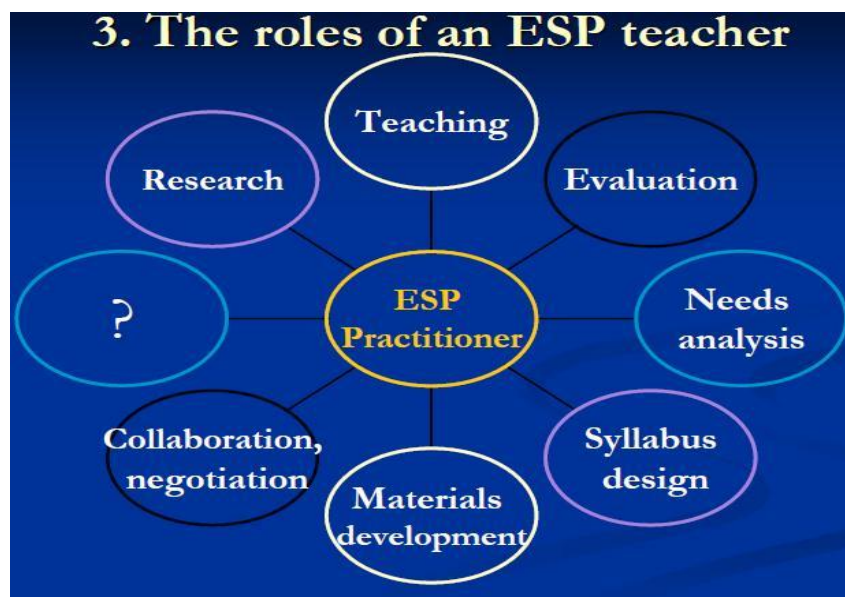 3. The roles of an ESP teacher
Teaching
Research
Evaluation
?
ESP
Practitioner
Needs
analysis
Collaboration,
negotiation
Syllabus
design
Materials
development